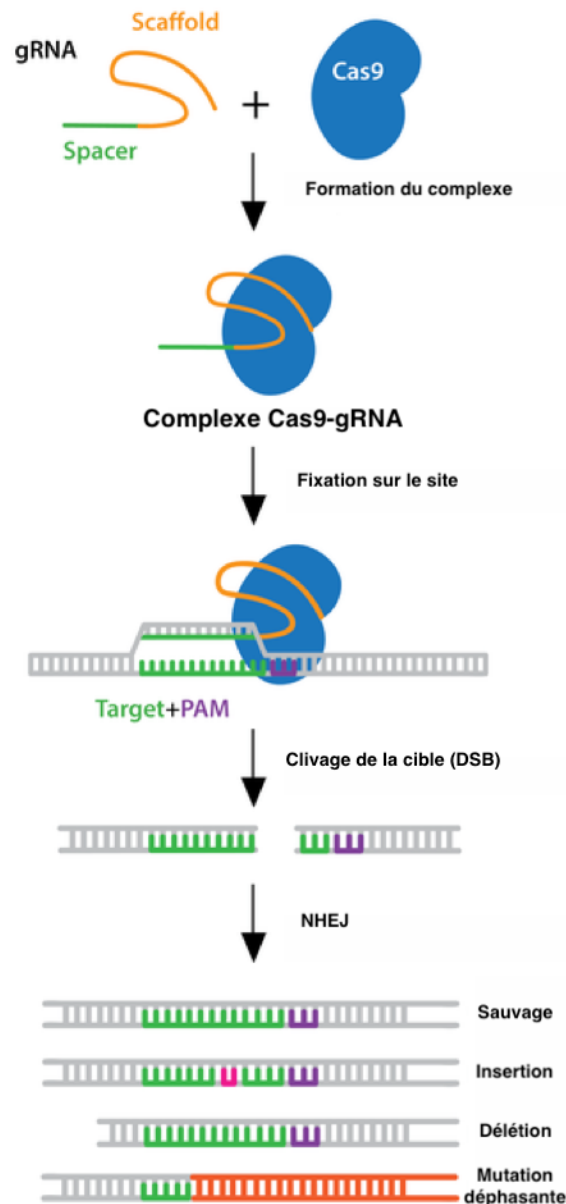 Scaffold
gRNA
Cas9
+
Spacer
Formation du complexe
Complexe Cas9-gRNA
Fixation sur le site
Target+PAM
Clivage de la cible (DSB)
NHEJ
Sauvage
Insertion
Délétion
Mutation
déphasante